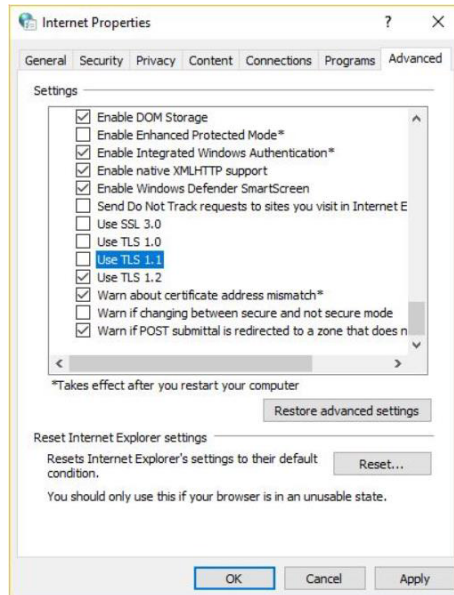 Internet Properties
General Security Privacy Content Connections Programs Advanced
Settings
Enable DOM Storage
Enable Enhanced Protected Mode*
Enable Integrated Windows Authentication*
Enable native XMLHTTP support
Enable Windows Defender SmartScreen
Send Do Not Track requests to sites you visit in Internet E
Use SSL 3.0
Use TLS 1.0
Use TLS 1.1
Use TLS 1.2
Warn about certificate address mismatch*
Warn if changing between secure and not secure mode
Warn if POST submittal is redirected to a zone that does n
*Takes effect after you restart your computer
Restore advanced settings
Reset Internet Explorer settings
Resets Internet Explorer's settings to their default
condition.
Reset...
You should only use this if your browser is in an unusable state.
OK Cancel Apply